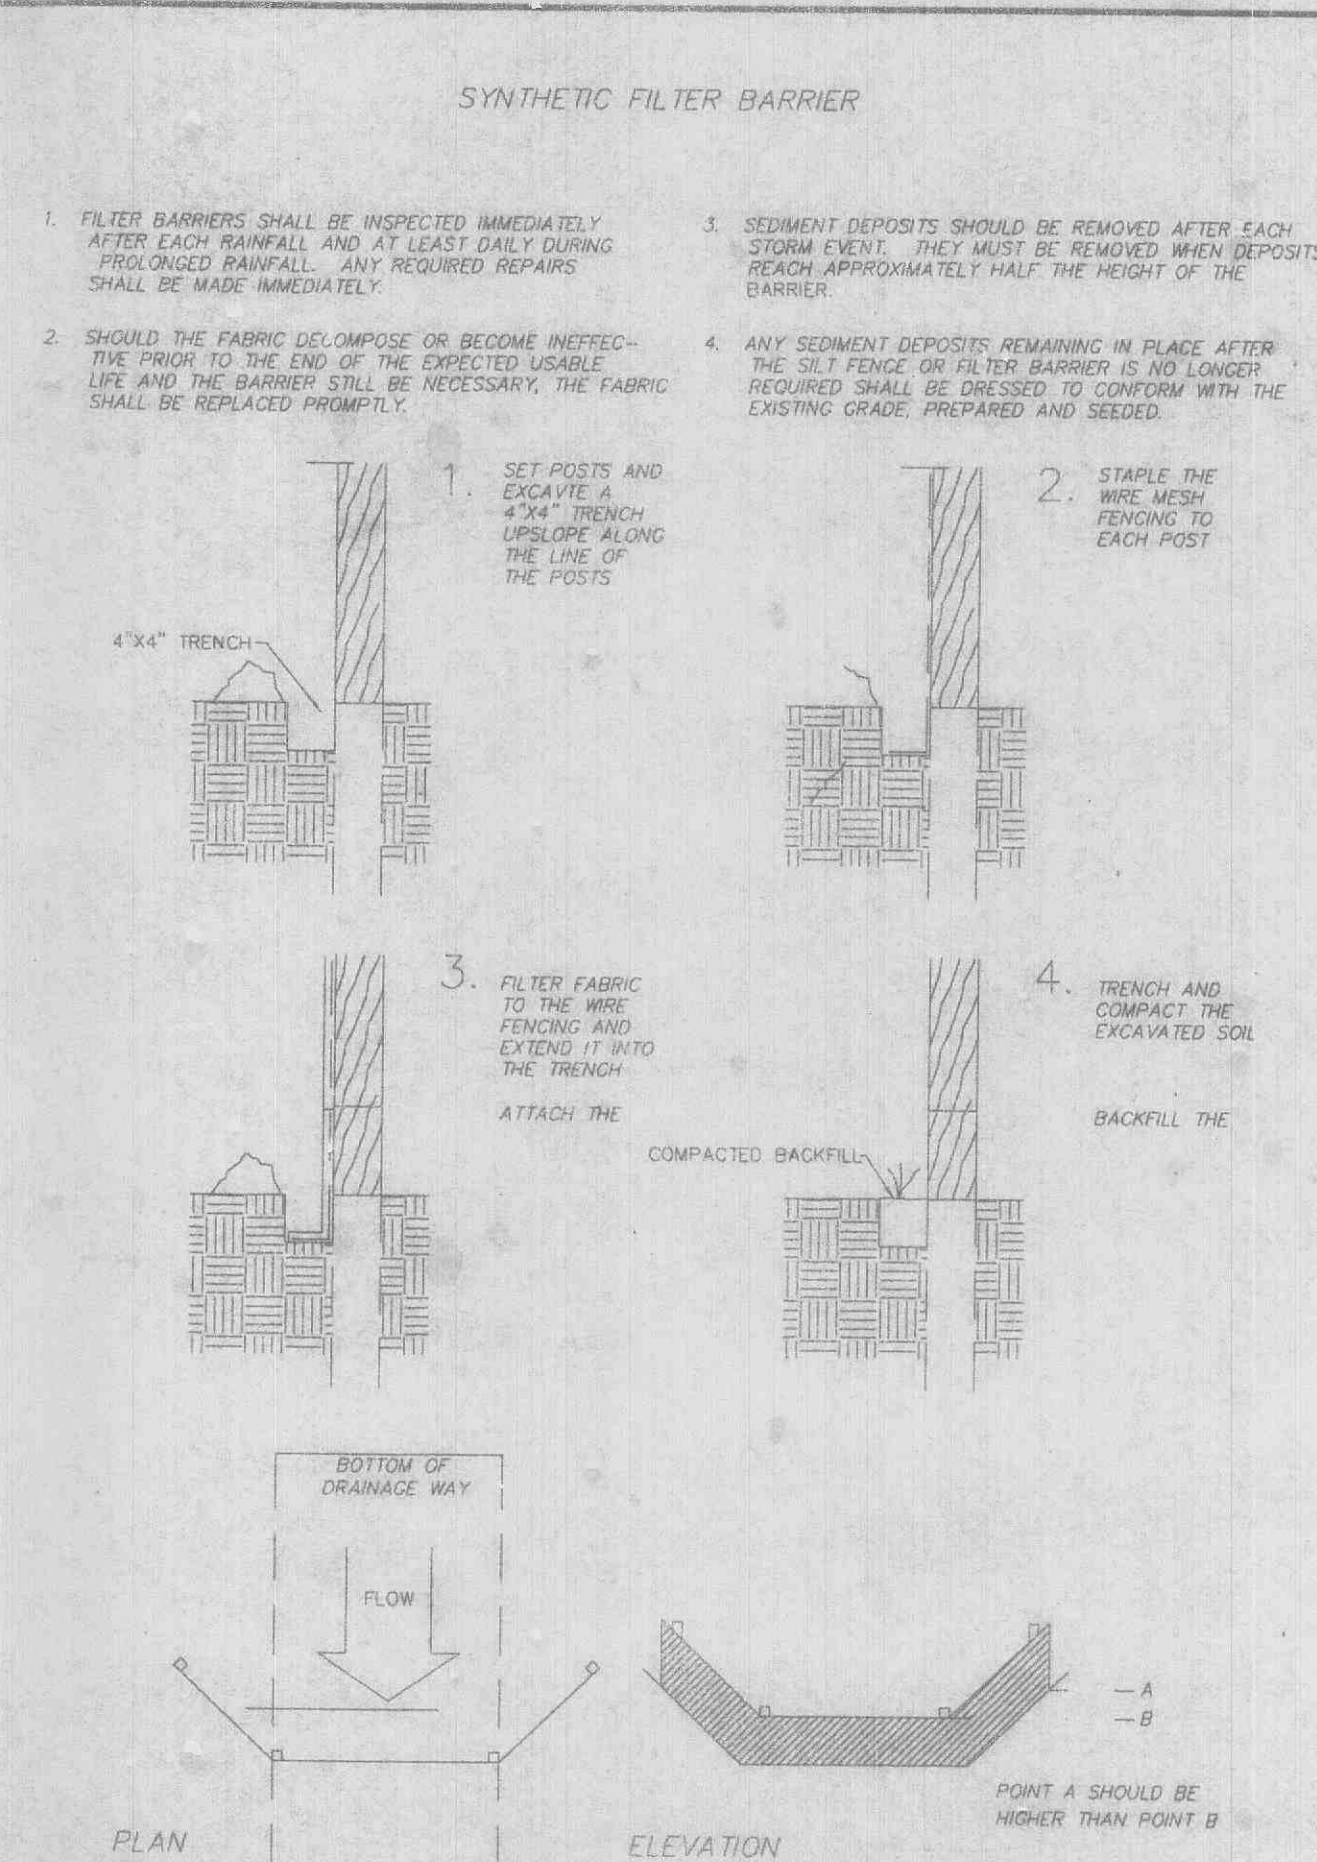 SYNTHETIC FILTER BARRIER
1. FILTER BARRIERS SHALL BE INSPECTED IMMEDIATELY
AFTER EACH RAINFALL AND AT LEAST DAILY DURING
PROLONGED RAINFALL. ANY REQUIRED REPAIRS
SHALL BE MADE IMMEDIATELY.
2. SHOULD THE FABRIC DECOMPOSE OR BECOME INEFFEC-
TIVE PRIOR TO THE END OF THE EXPECTED USABLE
LIFE AND THE BARRIER STILL BE NECESSARY, THE FABRIC
SHALL BE REPLACED PROMPTLY.
3. SEDIMENT DEPOSITS SHOULD BE REMOVED AFTER EACH
STORM EVENT. THEY MUST BE REMOVED WHEN DEPOSITS
REACH APPROXIMATELY HALF THE HEIGHT OF THE
BARRIER.
4. ANY SEDIMENT DEPOSITS REMAINING IN PLACE AFTER
THE SILT FENCE OR FILTER BARRIER IS NO LONGER
REQUIRED SHALL BE DRESSED TO CONFORM WITH THE
EXISTING GRADE, PREPARED AND SEEDED.
1. SET POSTS AND
EXCAVTE A
4"X4" TRENCH
UPSLOPE ALONG
THE LINE OF
THE POSTS
4"X4" TRENCH
2. STAPLE THE
WIRE MESH
FENCING TO
EACH POST
3. FILTER FABRIC
TO THE WIRE
FENCING AND
EXTEND IT INTO
THE TRENCH
ATTACH THE
4. TRENCH AND
COMPACT THE
EXCAVATED SOIL
BACKFILL THE
COMPACTED BACKFILL
BOTTOM OF
DRAINAGE WAY
FLOW
PLAN
A
B
POINT A SHOULD BE
HIGHER THAN POINT B
ELEVATION